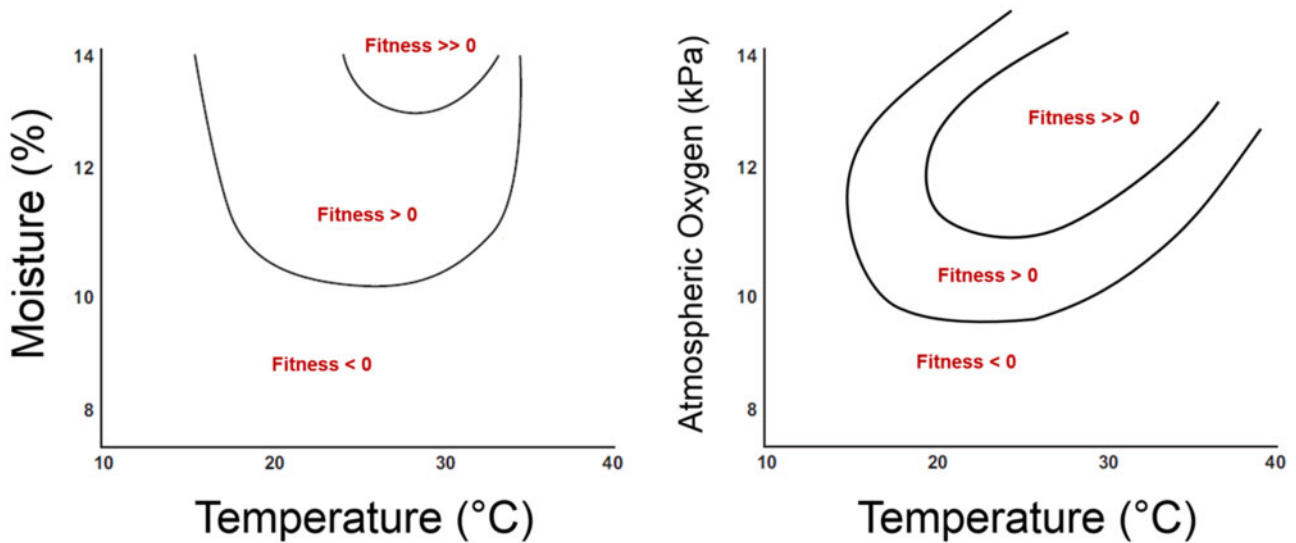 Moisture (%)
14
12
10
8
Fitness >> 0
Fitness > 0
Fitness < 0
10
20
30
40
Temperature (°C)
Atmospheric Oxygen (kPa)
14
12
10
8
Fitness >> 0
Fitness > 0
Fitness < 0
10
20
30
40
Temperature (°C)